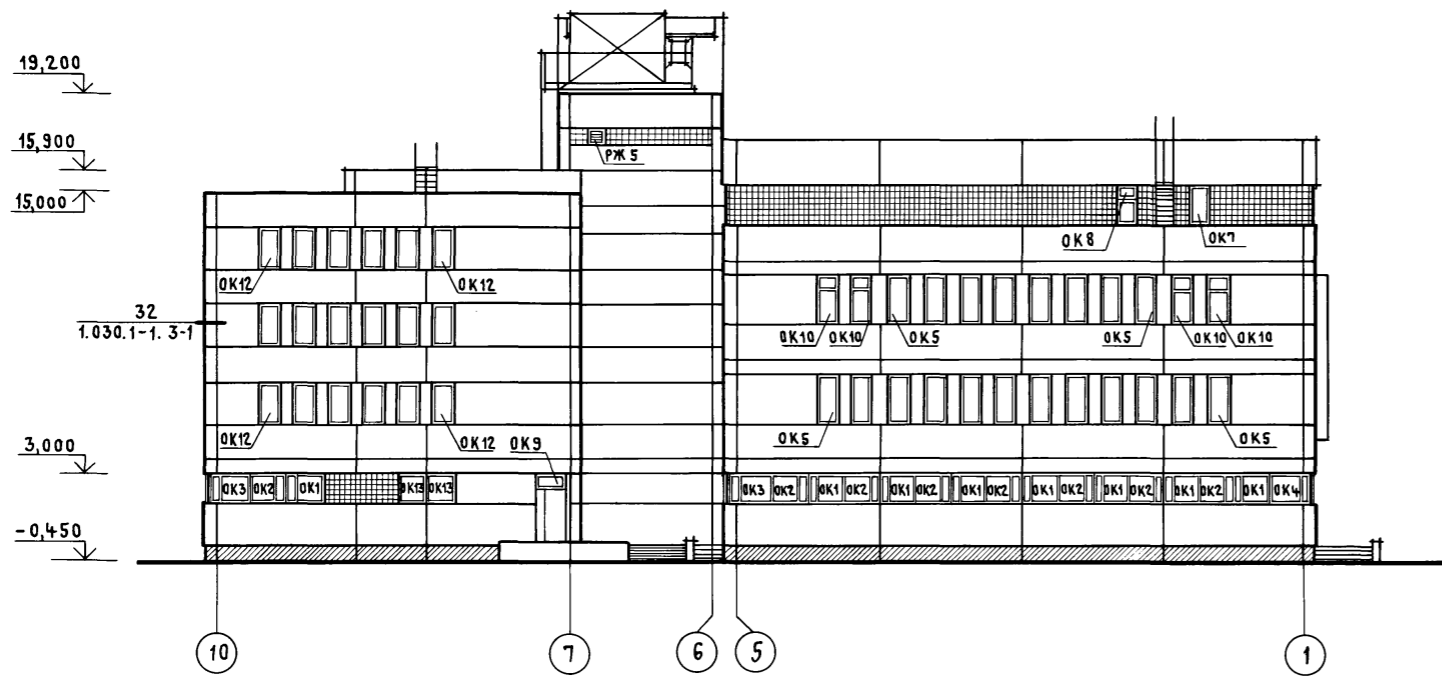 19,200
15,900
15,000
РЖ 5
ОК8
ОК7
ОК12
ОК12
32
1.030.1-1. 3-1
ОК10
ОК10
ОК5
ОК5
ОК10
ОК10
ОК12
ОК12
ОК9
ОК5
ОК5
3,000
ОК3 ОК2 ОК1 ОК13 ОК13
ОК3 ОК2 ОК1 ОК2 ОК1 ОК2 ОК1 ОК2 ОК1 ОК2 ОК1 ОК2 ОК1 ОК2 ОК1 ОК4
-0,450
10 7 6 5 1